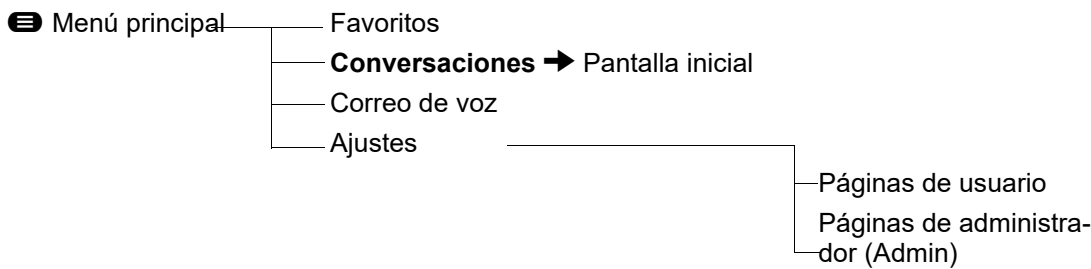 Menú principal
Favoritos
Conversaciones ➔ Pantalla inicial
Correo de voz
Ajustes
Páginas de usuario
Páginas de administra-
dor (Admin)